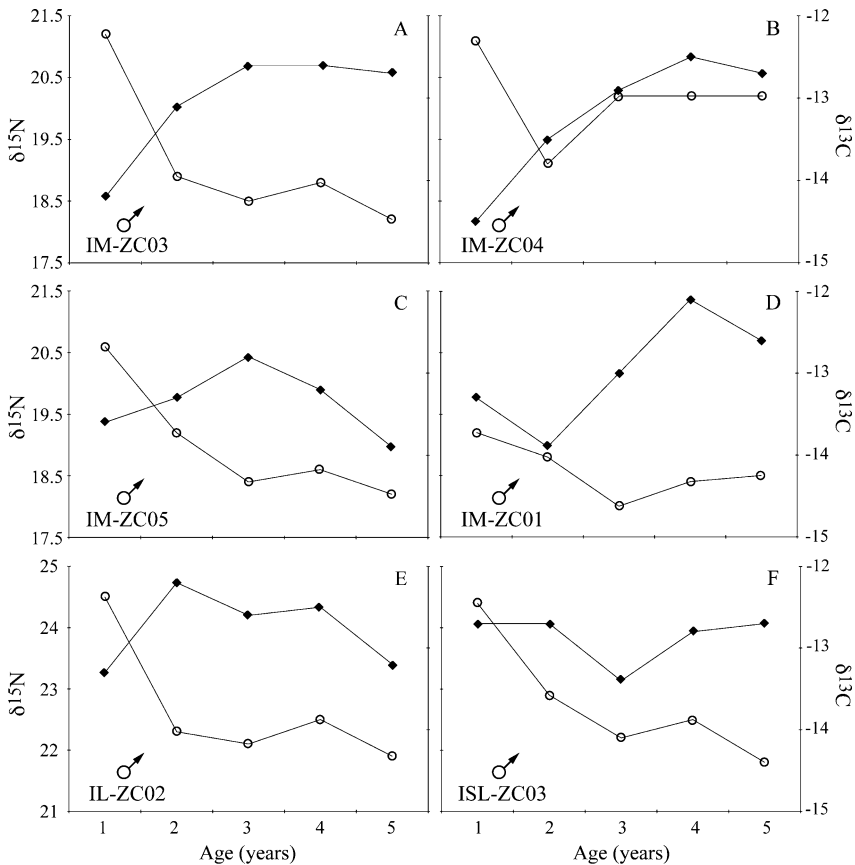 21.5
20.5
19.5
18.5
17.5
δ15N
A
IM-ZC03
B
IM-ZC04
-12
-13
-14
-15
δ13C
21.5
20.5
19.5
18.5
17.5
δ15N
C
IM-ZC05
D
IM-ZC01
-12
-13
-14
-15
δ13C
25
24
23
22
21
δ15N
E
IL-ZC02
F
ISL-ZC03
-12
-13
-14
-15
δ13C
1 2 3 4 5
Age (years)
1 2 3 4 5
Age (years)